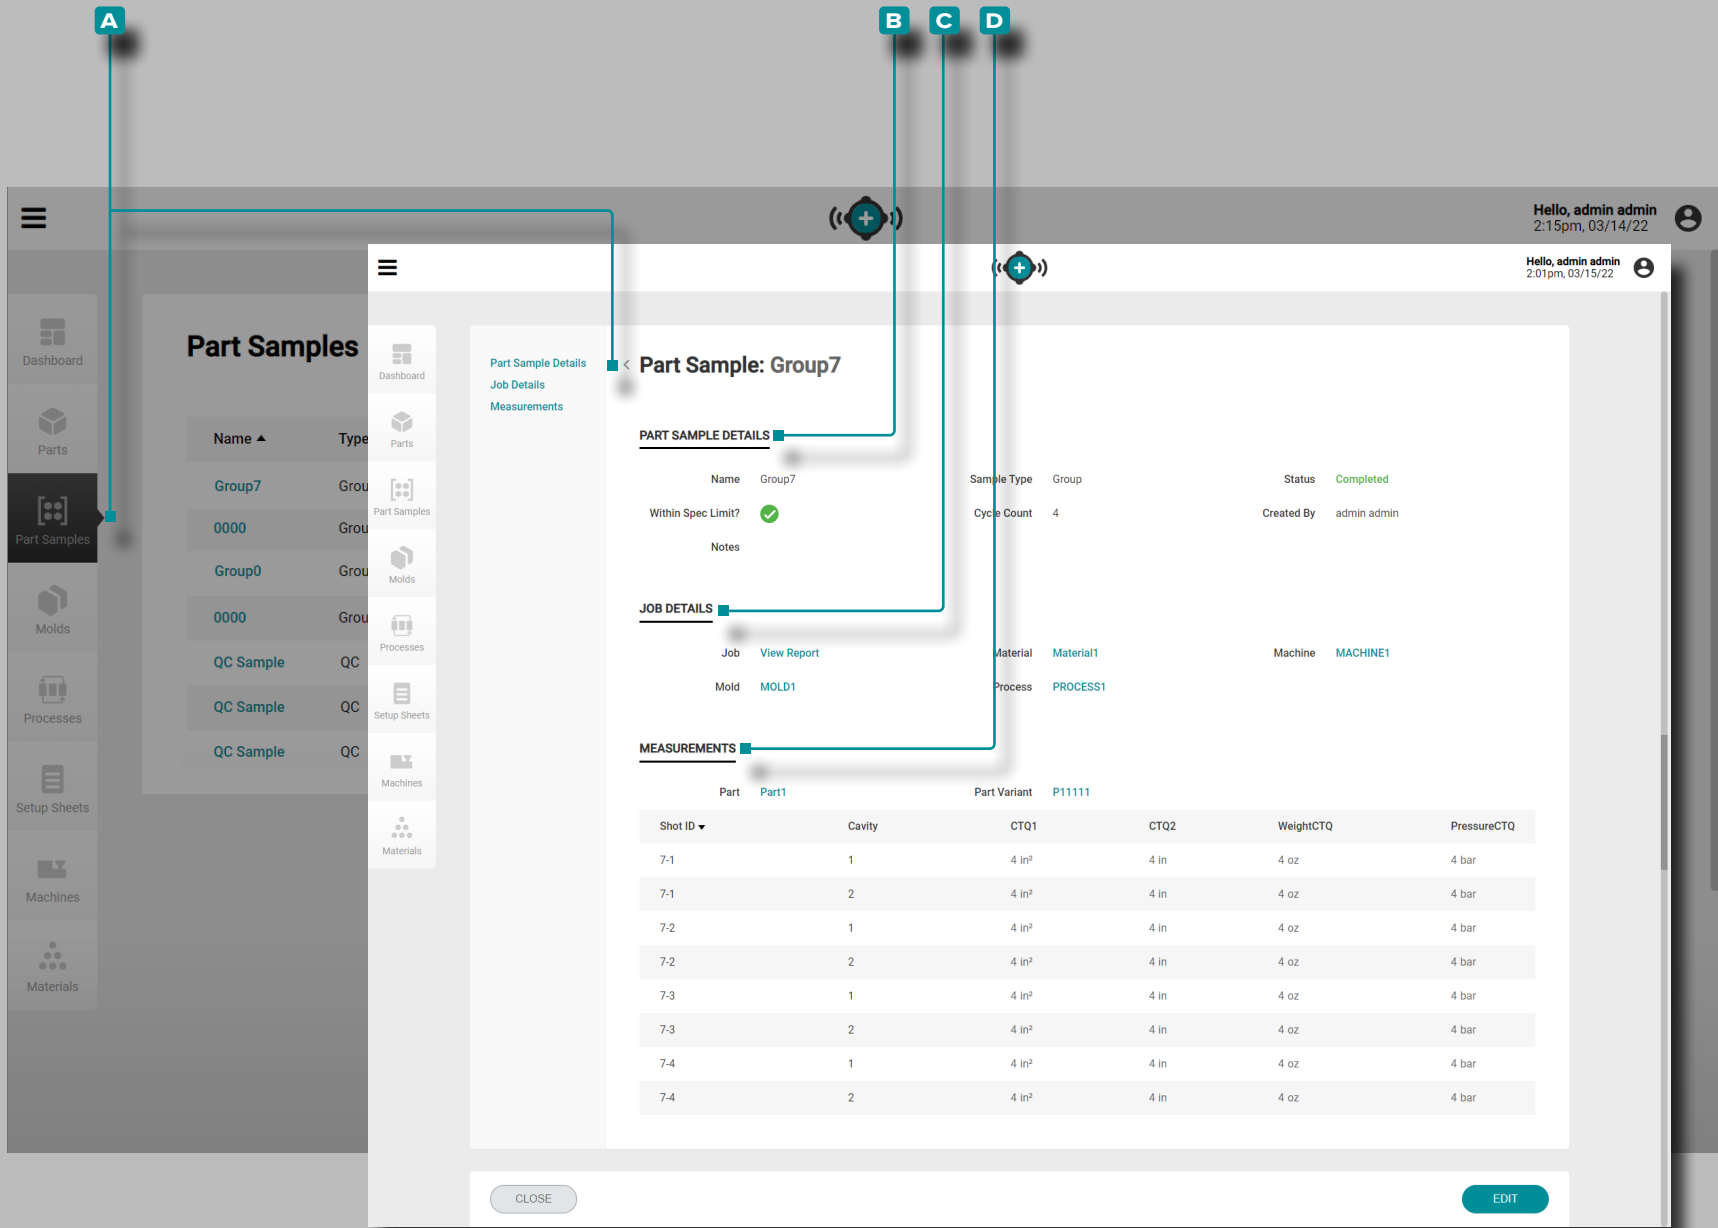 A
B
C
D
Hello, admin admin
2:15pm, 03/14/22
Dashboard
Parts
Part Samples
Molds
Processes
Setup Sheets
Machines
Materials
Part Samples
Name Type
Group7 Grou
0000 Grou
Group0 Grou
0000 Grou
QC Sample QC
QC Sample QC
QC Sample QC
Hello, admin admin
2:01pm, 03/15/22
Dashboard
Parts
Part Samples
Molds
Processes
Setup Sheets
Machines
Materials
Part Sample Details
Job Details
Measurements
Part Sample: Group7
PART SAMPLE DETAILS
Name Group7 Sample Type Group Status Completed
Within Spec Limit? Cycle Count 4 Created By admin admin
Notes
JOB DETAILS
Job View Report Material Material1 Machine MACHINE1
Mold MOLD1 Process PROCESS1
MEASUREMENTS
Part Part1 Part Variant P11111
Shot ID Cavity CTQ1 CTQ2 WeightCTQ PressureCTQ
7-1 1 4 in² 4 in 4 oz 4 bar
7-1 2 4 in² 4 in 4 oz 4 bar
7-2 1 4 in² 4 in 4 oz 4 bar
7-2 2 4 in² 4 in 4 oz 4 bar
7-3 1 4 in² 4 in 4 oz 4 bar
7-3 2 4 in² 4 in 4 oz 4 bar
7-4 1 4 in² 4 in 4 oz 4 bar
7-4 2 4 in² 4 in 4 oz 4 bar
CLOSE
EDIT